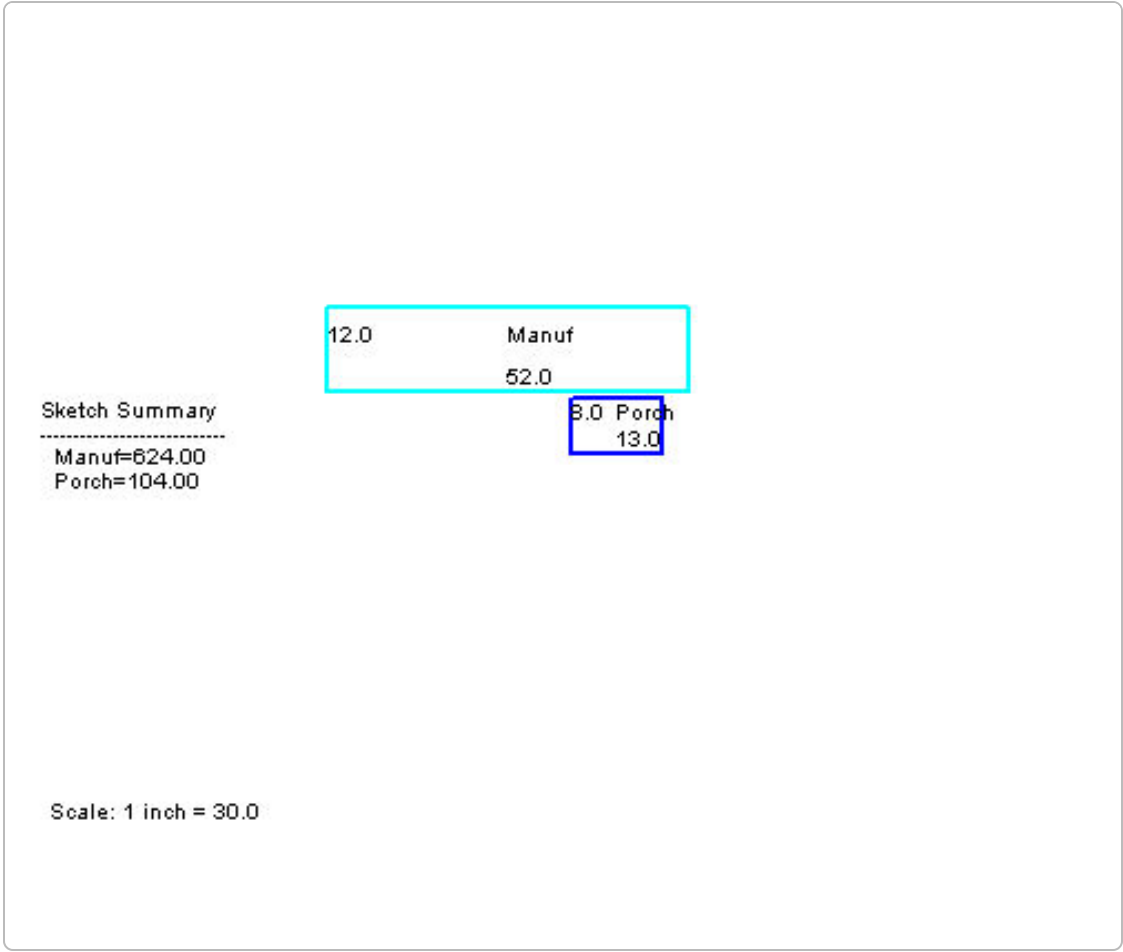 12.0 Manuf
52.0
Sketch Summary
-------------------------
Manuf=624.00
Porch=104.00
8.0 Porch
13.0
Scale: 1 inch = 30.0